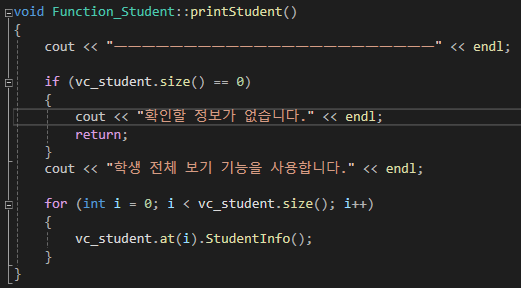 void Function_Student::printStudent()
{
cout << "ㅡㅡㅡㅡㅡㅡㅡㅡㅡㅡㅡㅡㅡㅡㅡㅡㅡㅡㅡㅡㅡㅡㅡ" << endl;
if (vc_student.size() == 0)
{
cout << "확인할 정보가 없습니다." << endl;
return;
}
cout << "학생 전체 보기 기능을 사용합니다." << endl;
for (int i = 0; i < vc_student.size(); i++)
{
vc_student.at(i).StudentInfo();
}
}